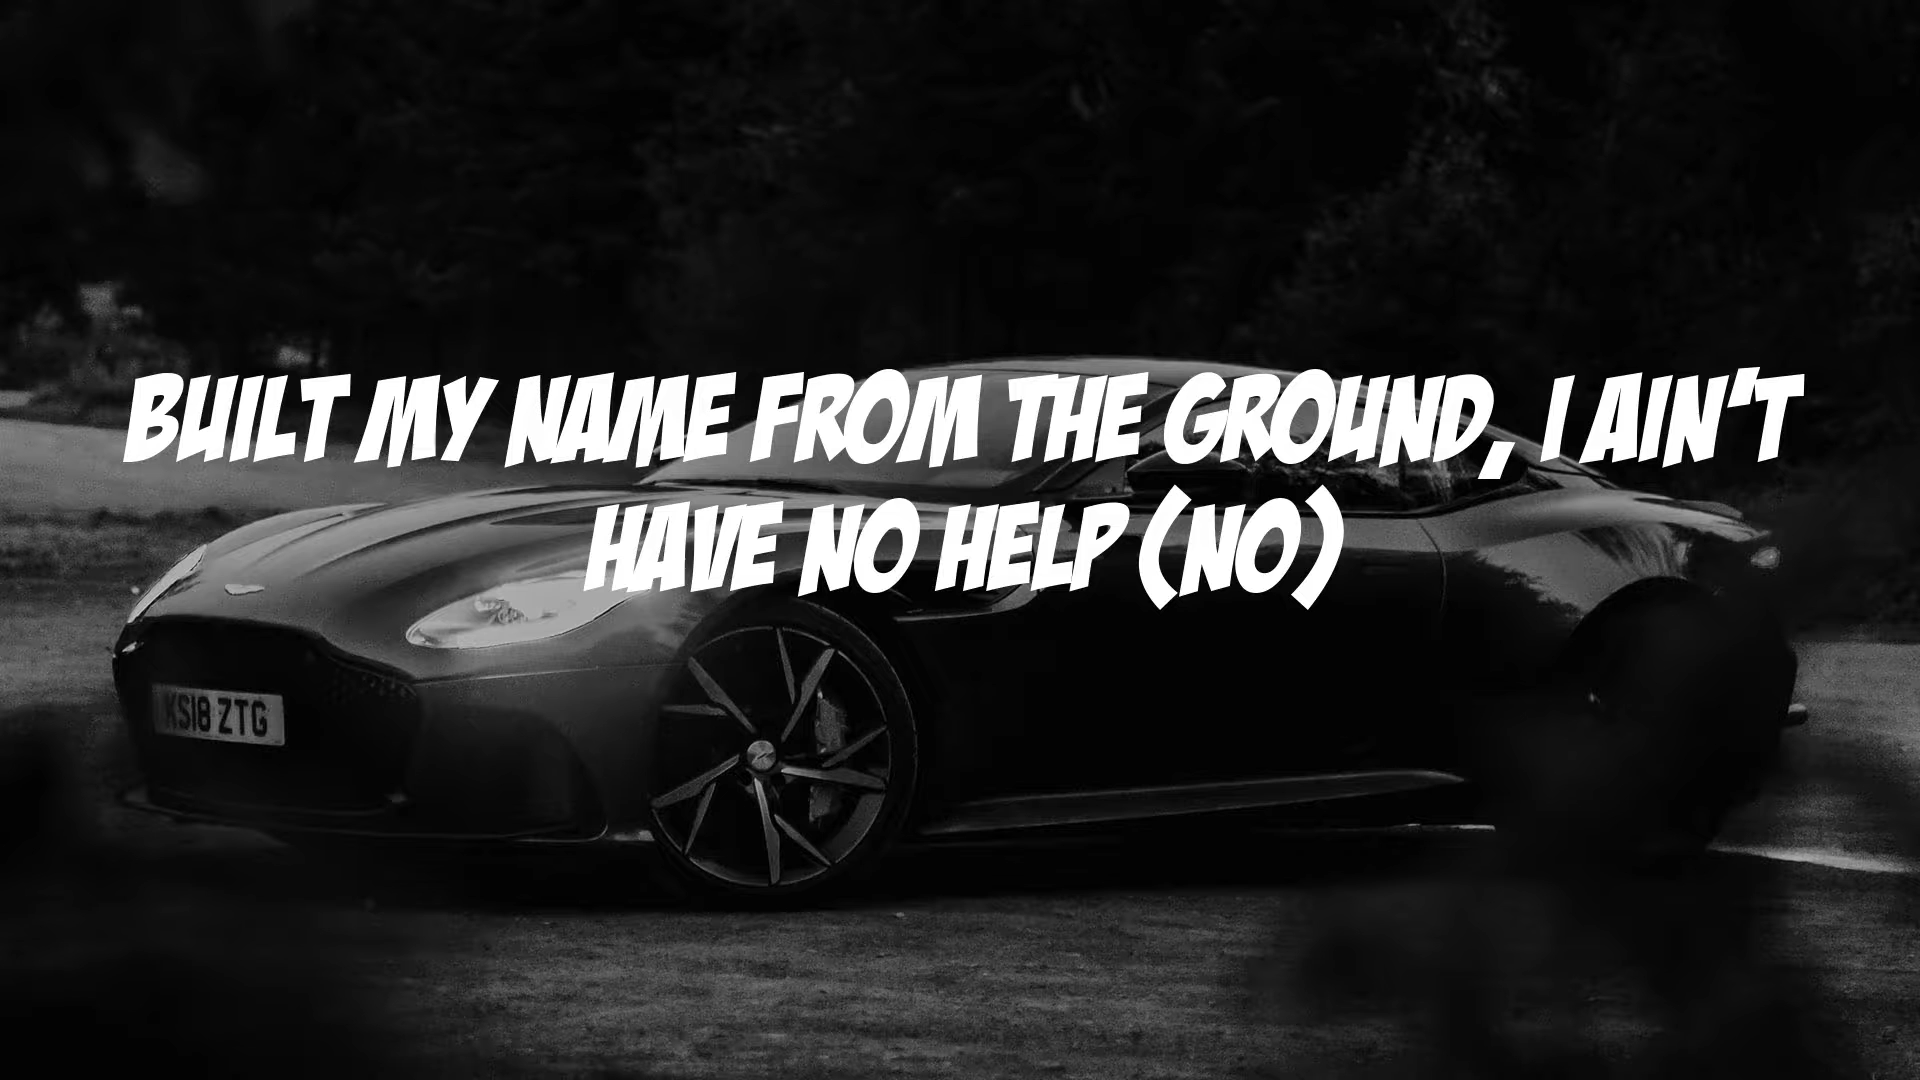 BUILT MY NAME FROM THE GROUND, I AIN'T
HAVE NO HELP (NO)
KS18 ZTG